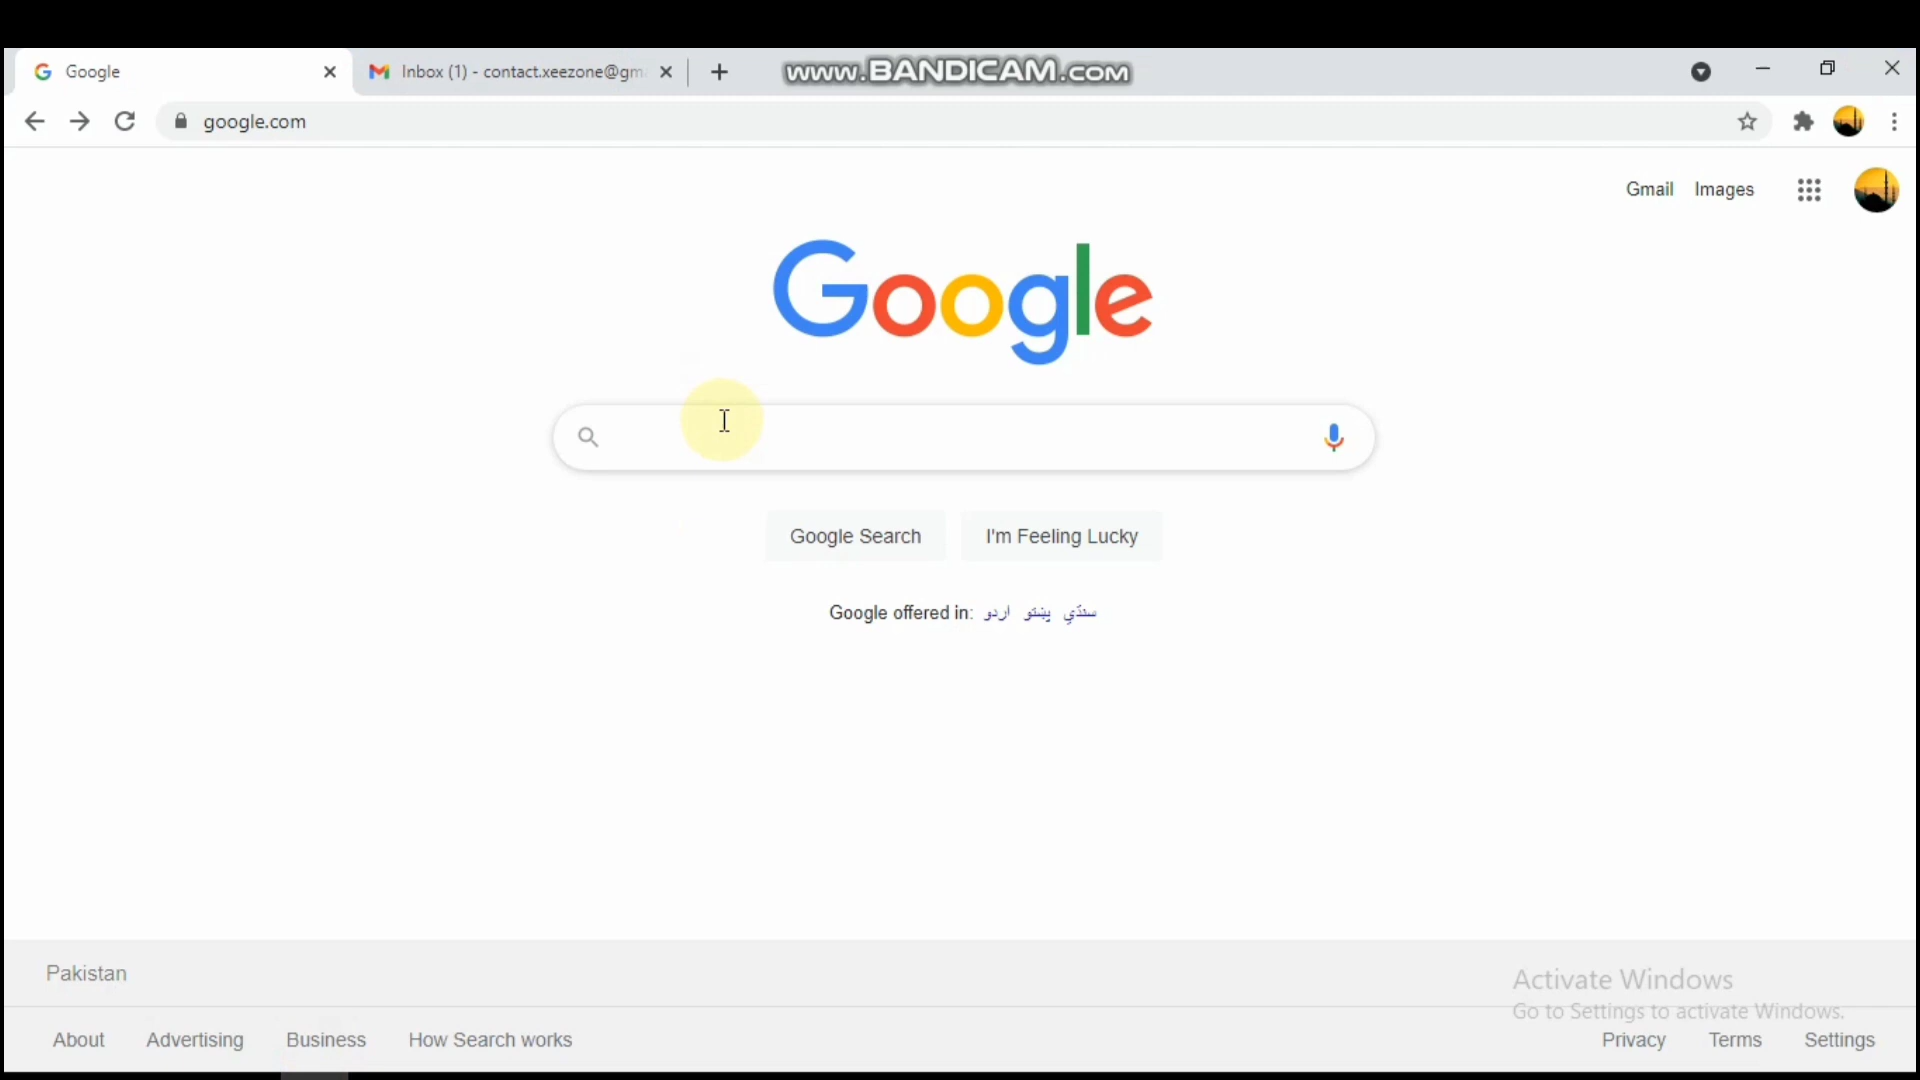 Google
Inbox (1) - contact.xeezone@gm
www.BANDICAM.com
google.com
Gmail Images
Google
Google Search I'm Feeling Lucky
Google offered in: اردو پښتو سنڌي
Pakistan
Activate Windows
Go to Settings to activate Windows.
About Advertising Business How Search works Privacy Terms Settings